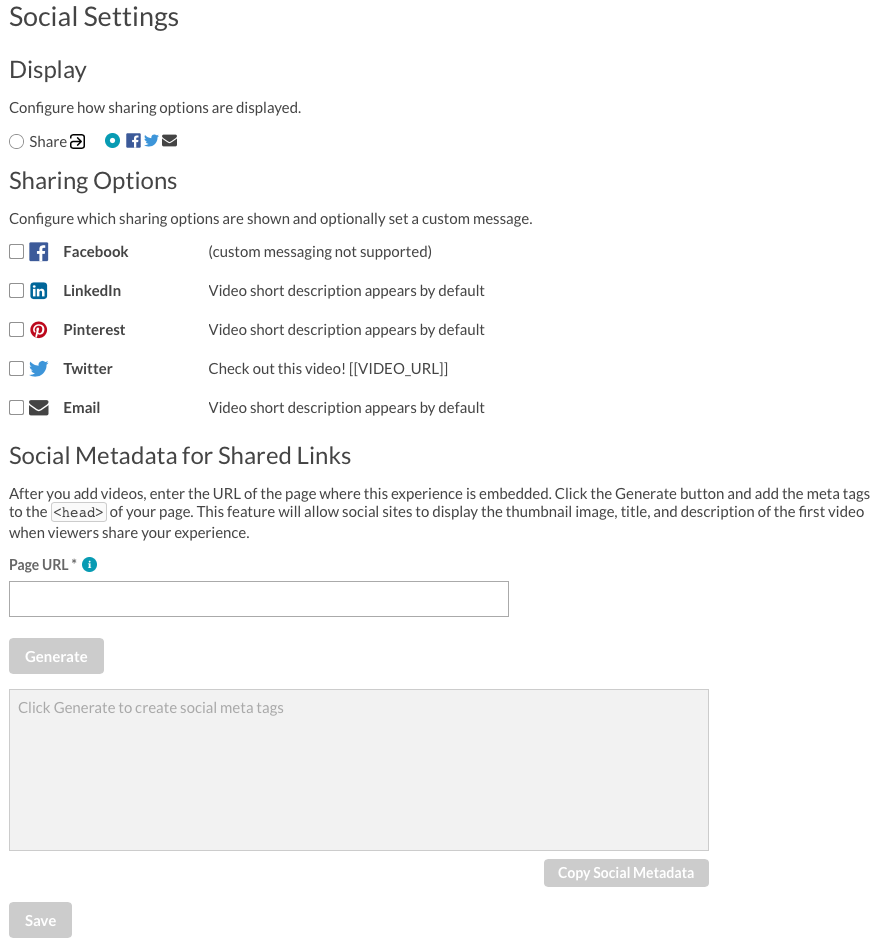 Social Settings
Display
Configure how sharing options are displayed.
Share
Sharing Options
Configure which sharing options are shown and optionally set a custom message.
Facebook (custom messaging not supported)
LinkedIn Video short description appears by default
Pinterest Video short description appears by default
Twitter Check out this video! [[VIDEO_URL]]
Email Video short description appears by default
Social Metadata for Shared Links
After you add videos, enter the URL of the page where this experience is embedded. Click the Generate button and add the meta tags
to the <head> of your page. This feature will allow social sites to display the thumbnail image, title, and description of the first video
when viewers share your experience.
Page URL *
Generate
Click Generate to create social meta tags
Copy Social Metadata
Save